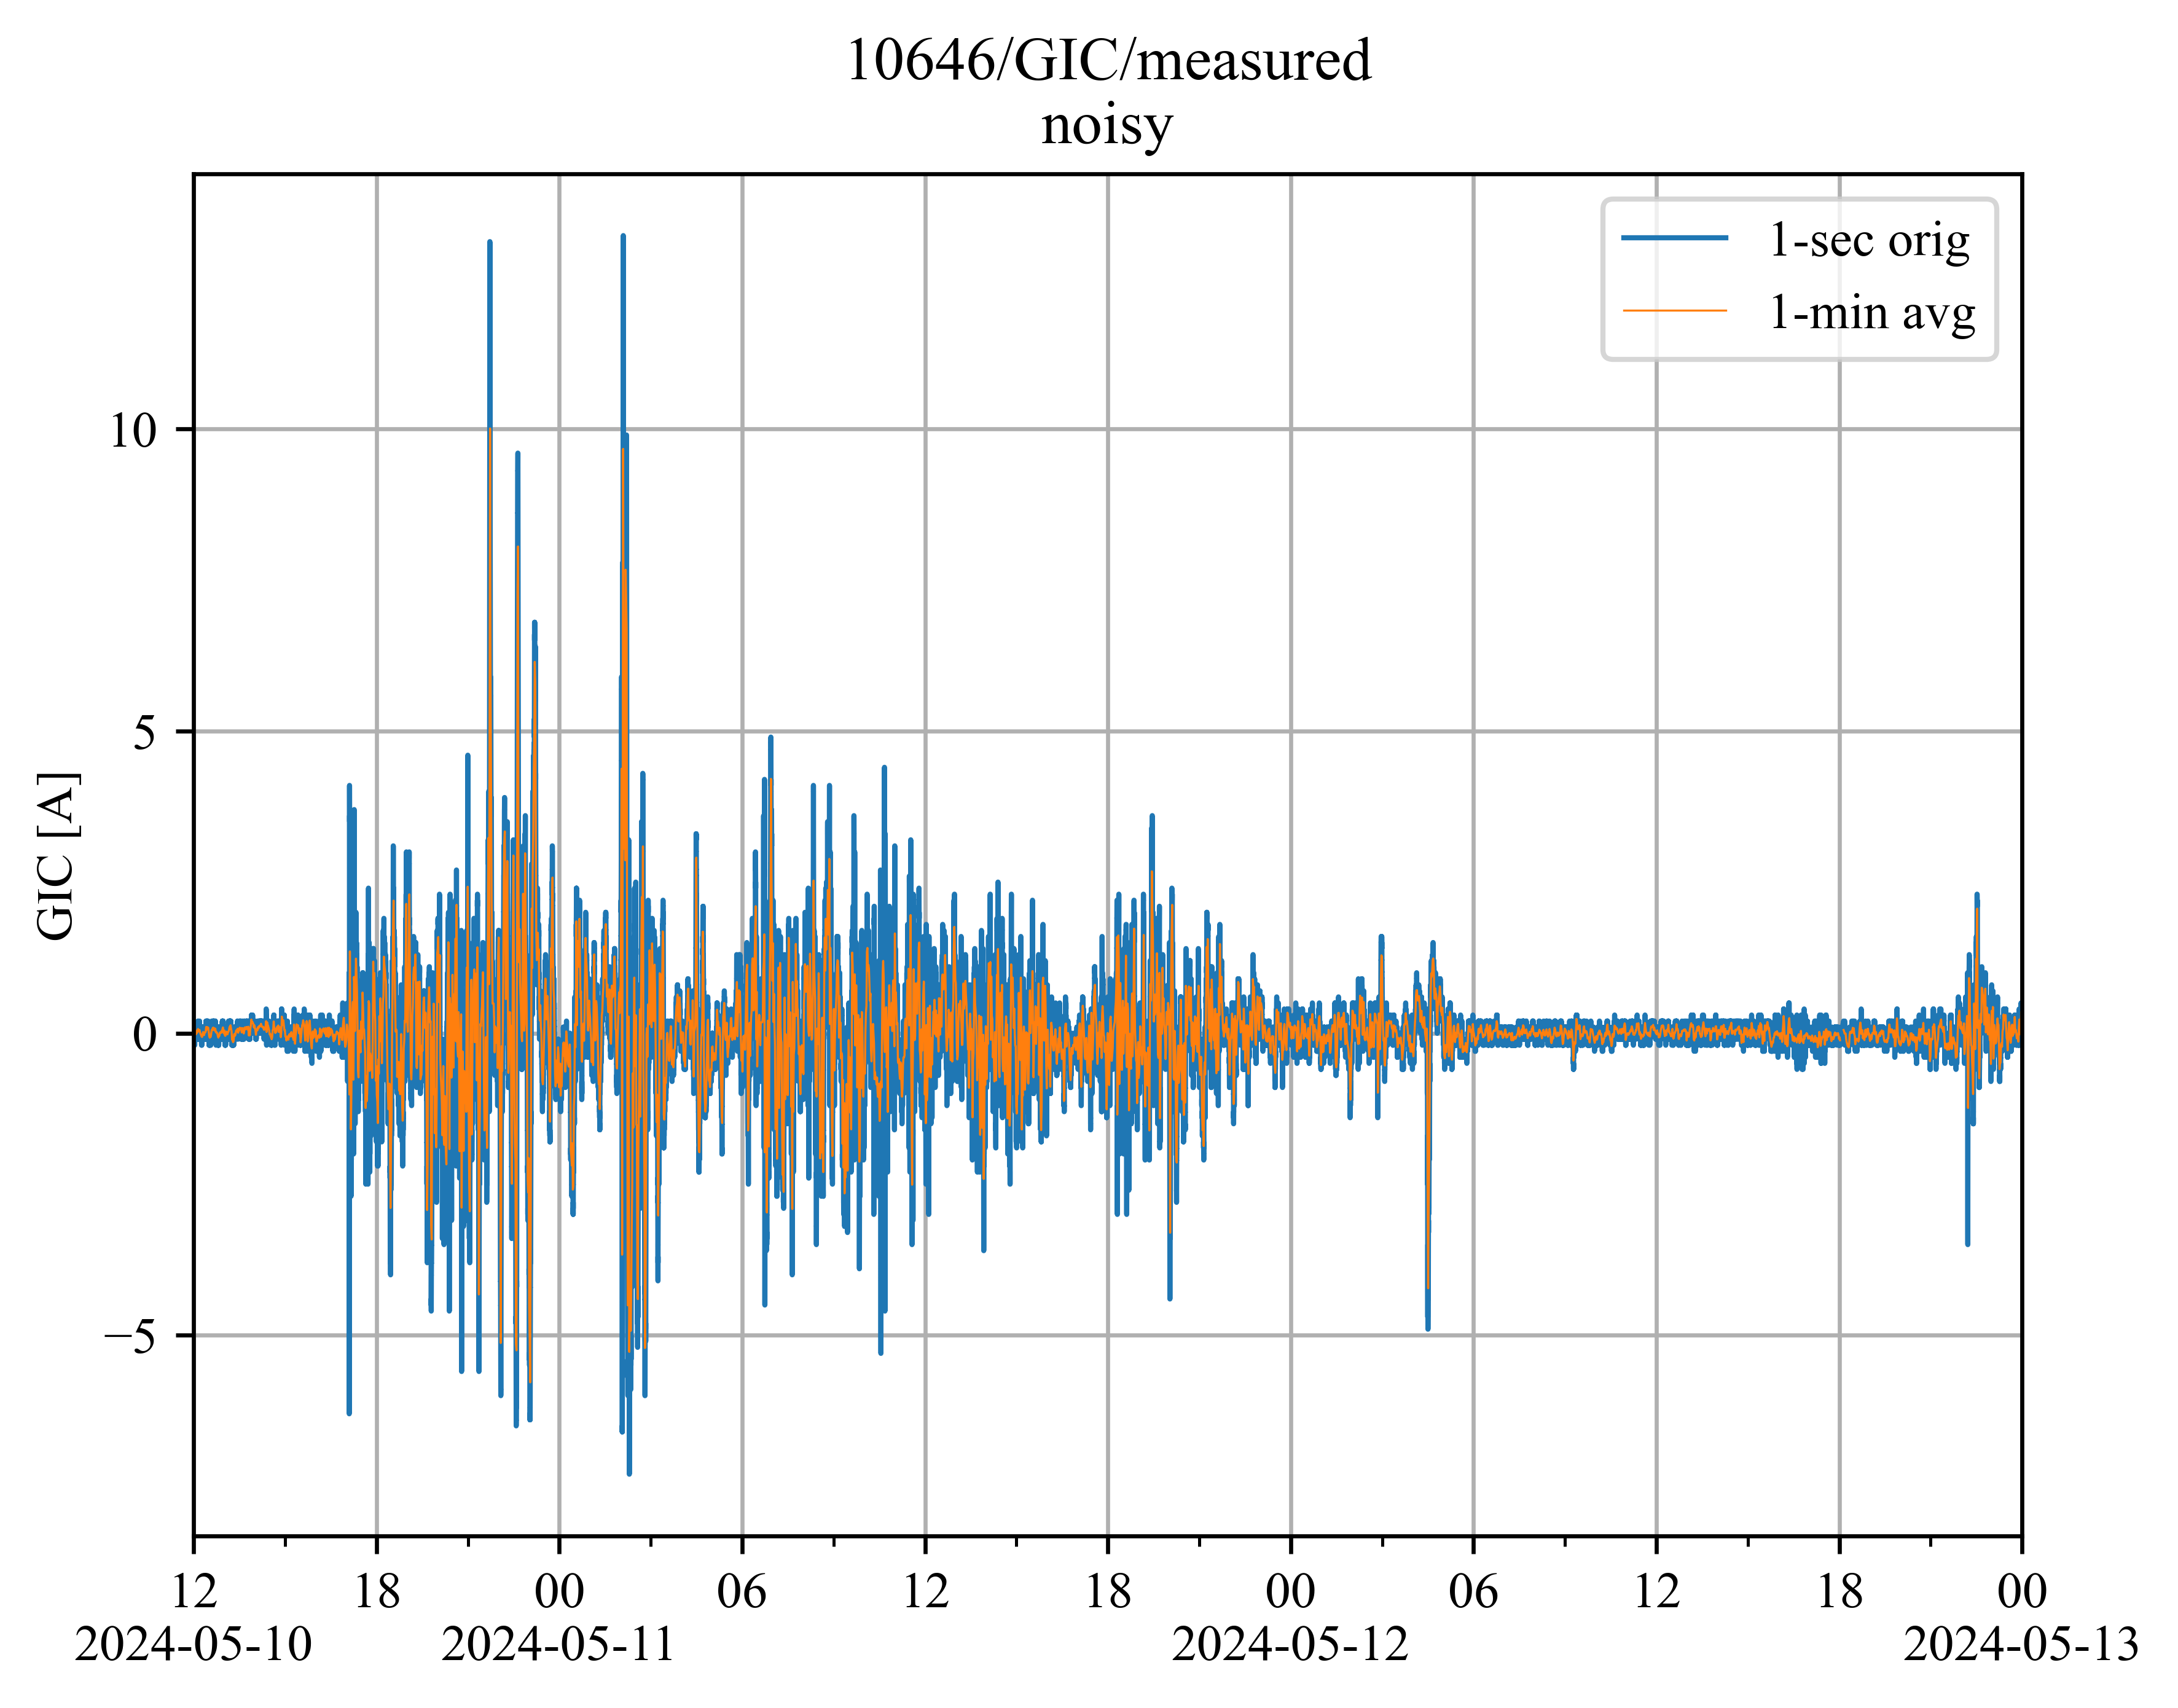 10646/GIC/measured
noisy
1-sec orig
1-min avg
GIC [A]
10
5
0
−5
12 18 00 06 12 18 00 06 12 18 00
2024-05-10 2024-05-11 2024-05-12 2024-05-13